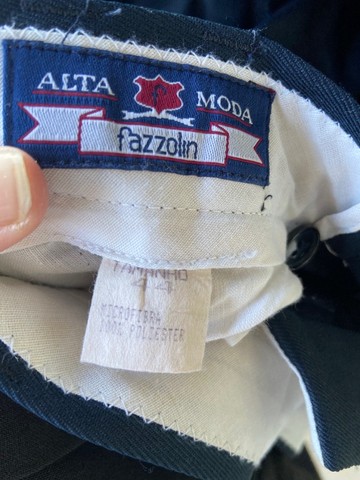 ALTA MODA
fazzolin
TAMANHO
44
MICROFIBRA
100% POLIESTER